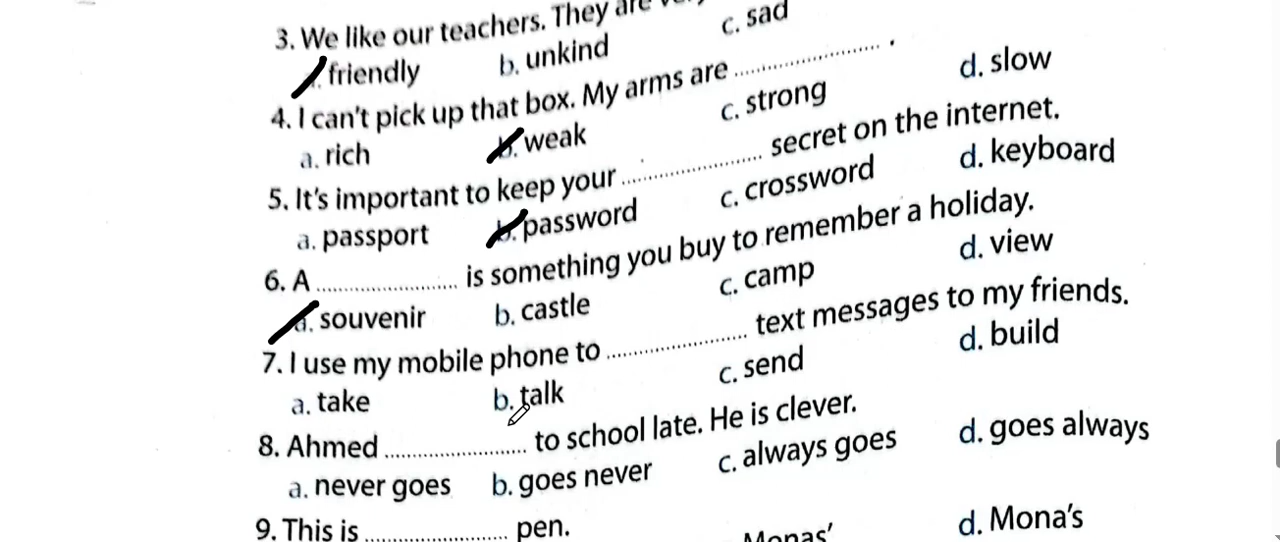 3. We like our teachers. They are
friendly b. unkind c. sad
4. I can't pick up that box. My arms are .................... .
a. rich b. weak c. strong d. slow
5. It's important to keep your .................... secret on the internet.
a. passport b. password c. crossword d. keyboard
6. A .................... is something you buy to remember a holiday.
a. souvenir b. castle c. camp d. view
7. I use my mobile phone to .................... text messages to my friends.
a. take b. talk c. send d. build
8. Ahmed .................... to school late. He is clever.
a. never goes b. goes never c. always goes d. goes always
9. This is .................... pen.
Monas' d. Mona's